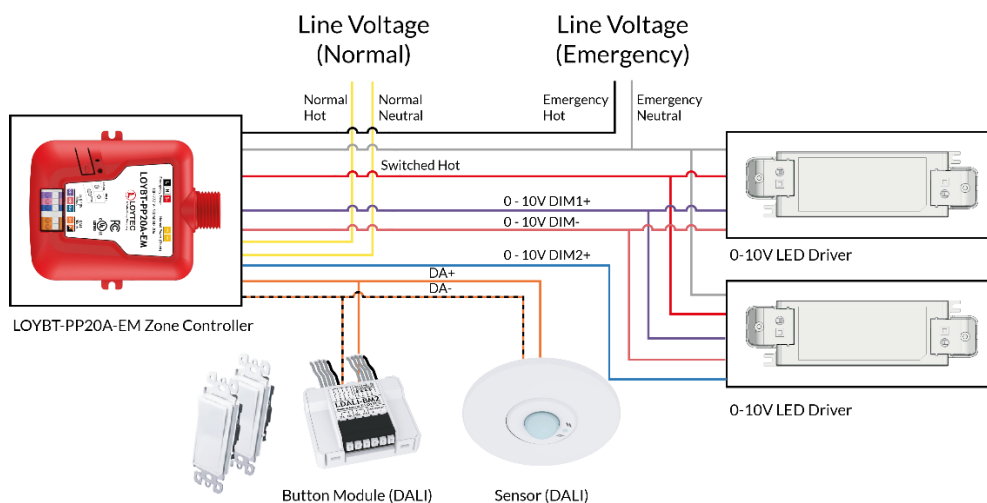 Line Voltage
(Normal)
Line Voltage
(Emergency)
Normal
Hot
Normal
Neutral
Emergency
Hot
Emergency
Neutral
Switched Hot
0 - 10V DIM1+
0 - 10V DIM-
0 - 10V DIM2+
DA+
DA-
LOYBT-PP20A-EM
LOYTEC
LOYBT-PP20A-EM Zone Controller
0-10V LED Driver
0-10V LED Driver
LDALI-BM2
Button Module (DALI)
Sensor (DALI)